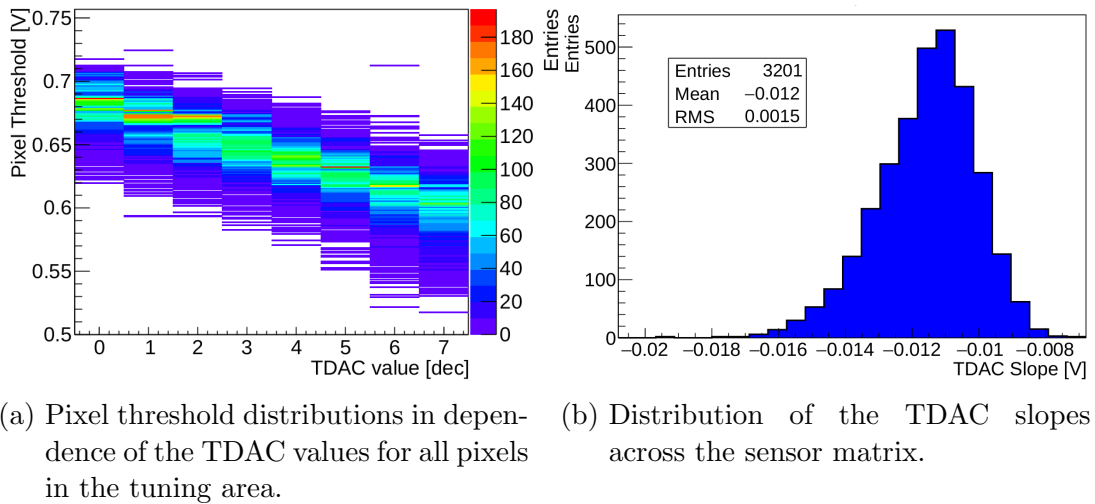 0.75
0.7
0.65
0.6
0.55
0.5
Pixel Threshold [V]
0 1 2 3 4 5 6 7
TDAC value [dec]
180
160
140
120
100
80
60
40
20
0
Entries
Entries
500
400
300
200
100
0
Entries 3201
Mean −0.012
RMS 0.0015
−0.02 −0.018 −0.016 −0.014 −0.012 −0.01 −0.008
TDAC Slope [V]
(a) Pixel threshold distributions in depen-
dence of the TDAC values for all pixels
in the tuning area.
(b) Distribution of the TDAC slopes
across the sensor matrix.